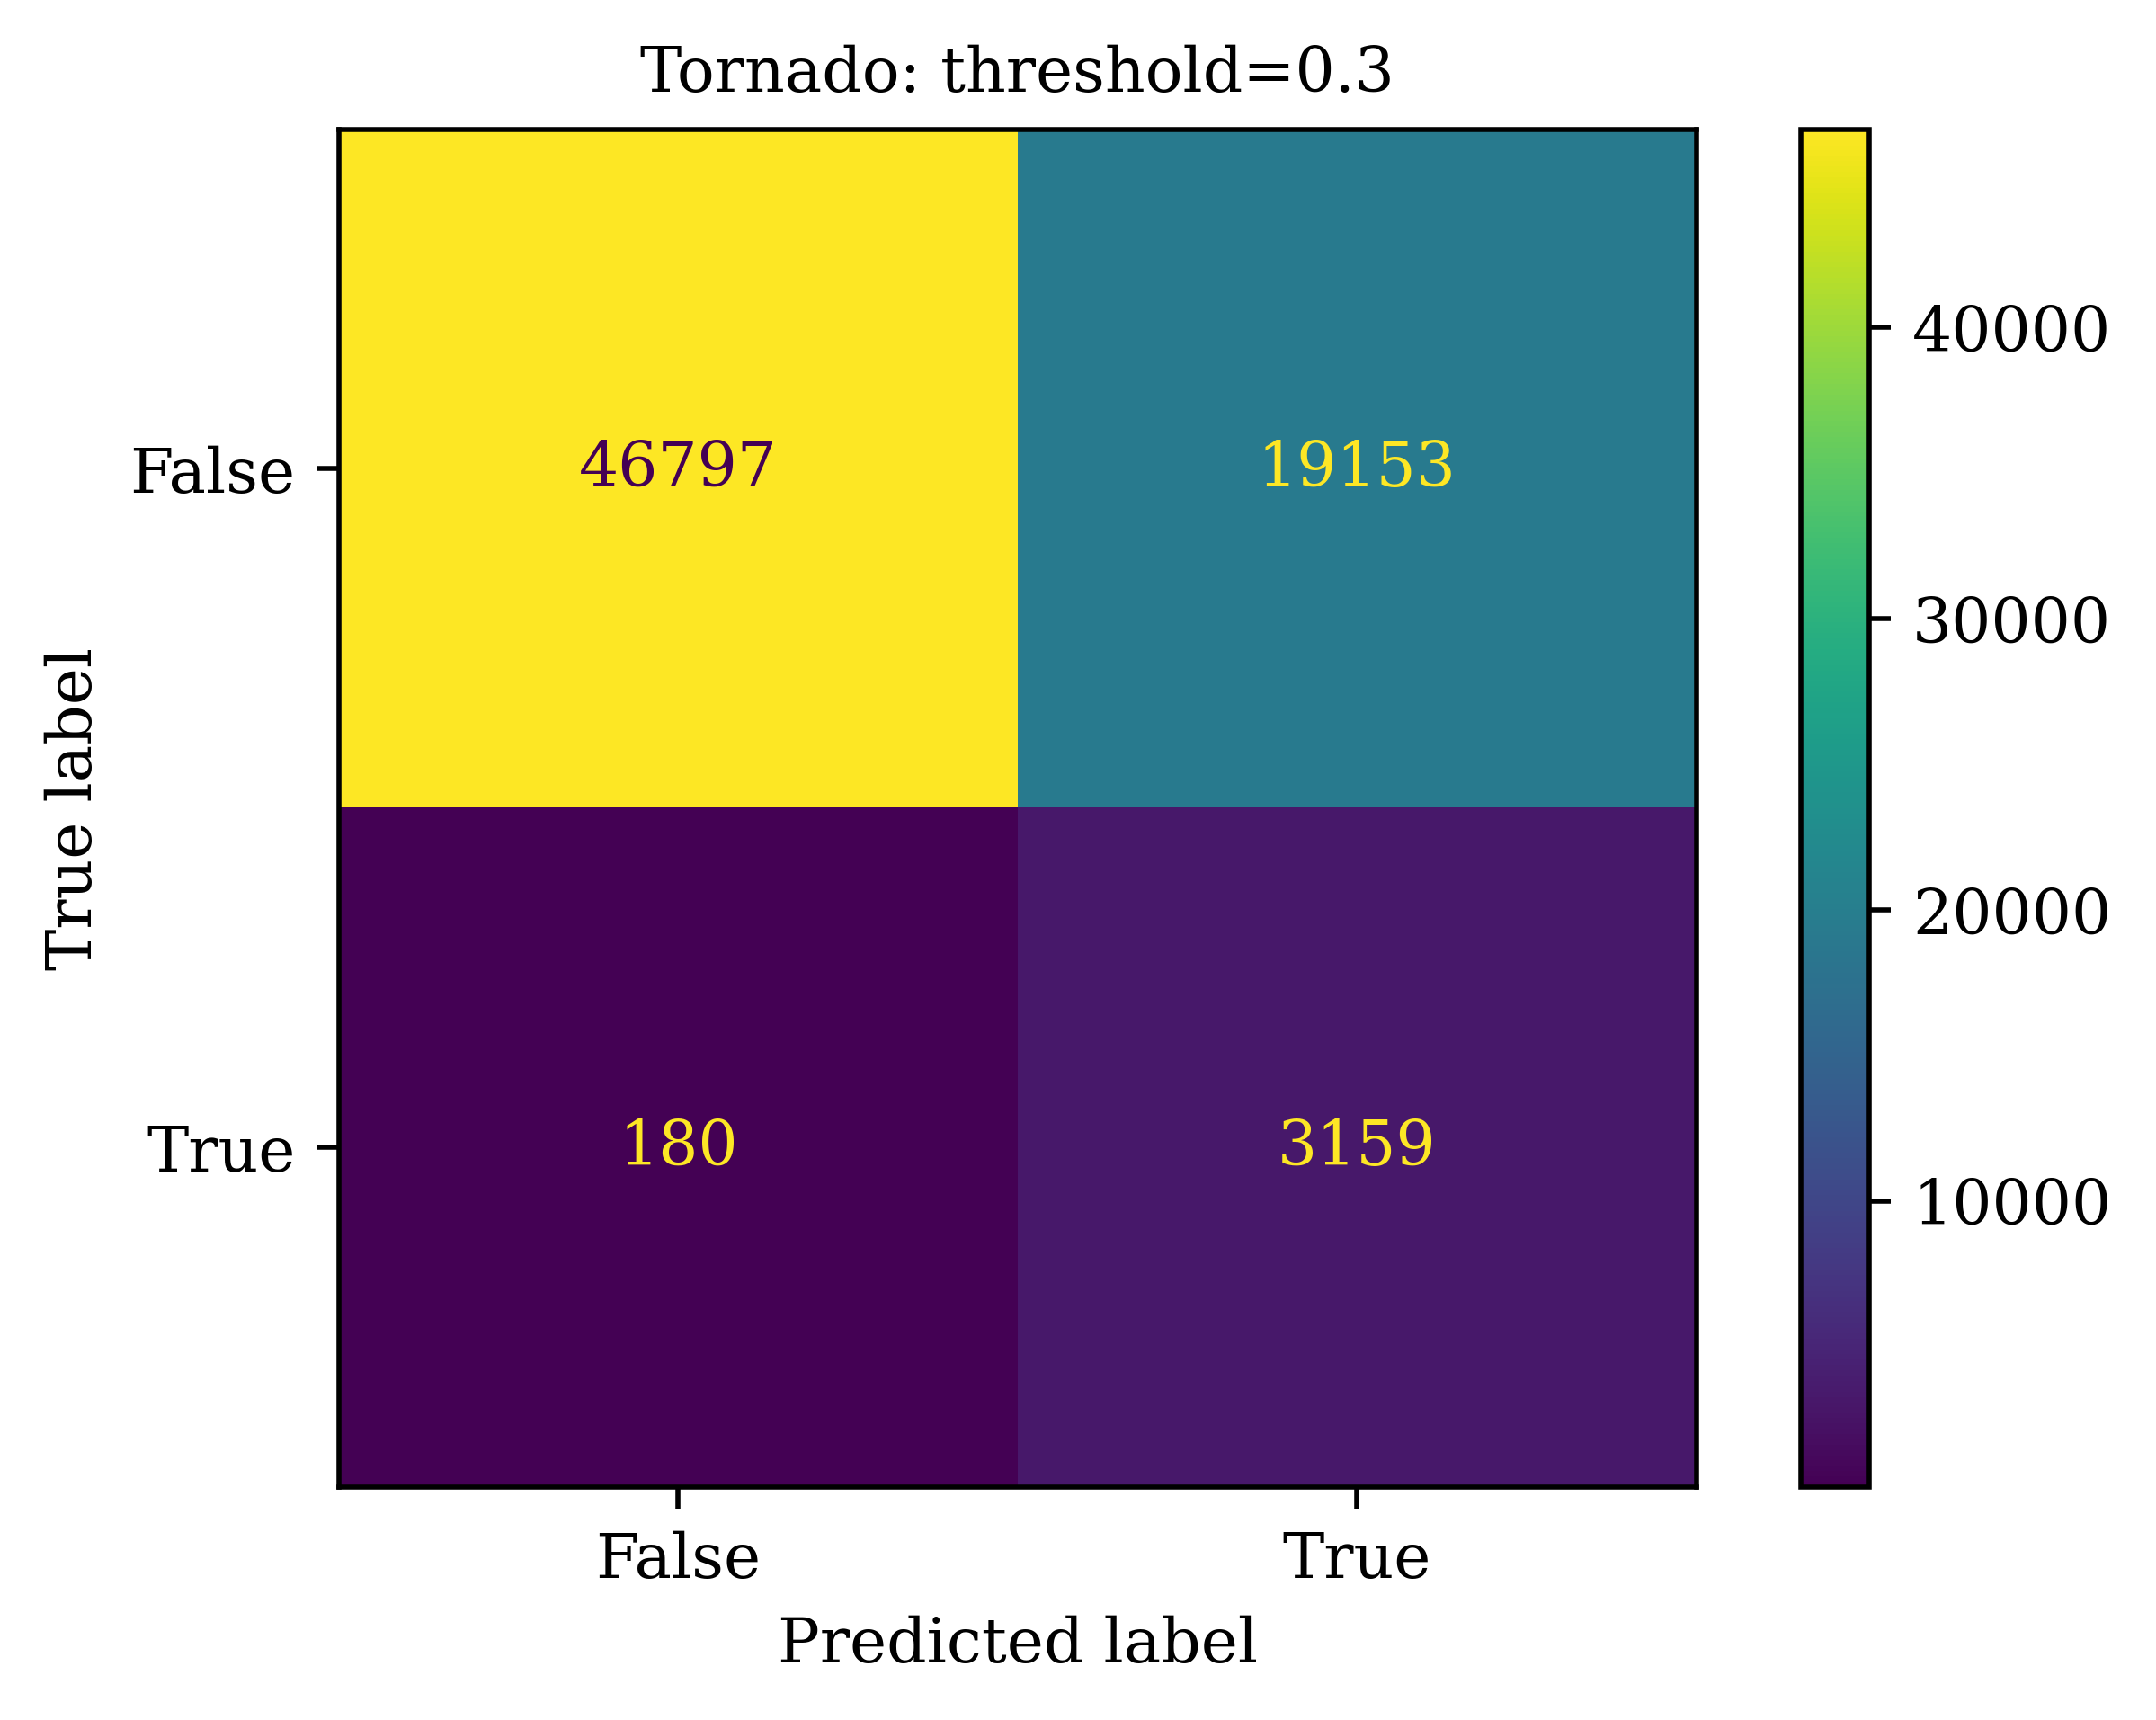 Tornado: threshold=0.3
False
46797
19153
True
180
3159
False
True
Predicted label
True label
40000
30000
20000
10000